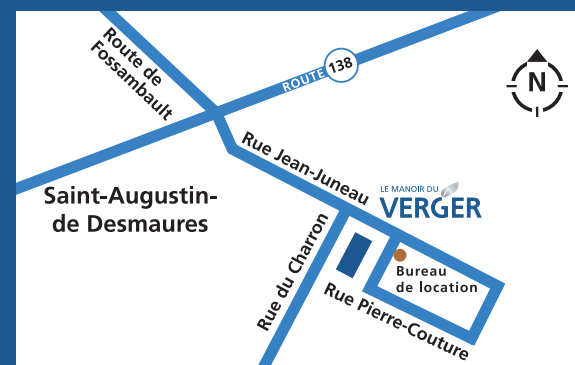 Route de
Fossambault
ROUTE 138
N
Rue Jean-Juneau
Saint-Augustin-
de Desmaures
LE MANOIR DU
VERGER
Rue du Charron
Bureau
de location
Rue Pierre-Couture